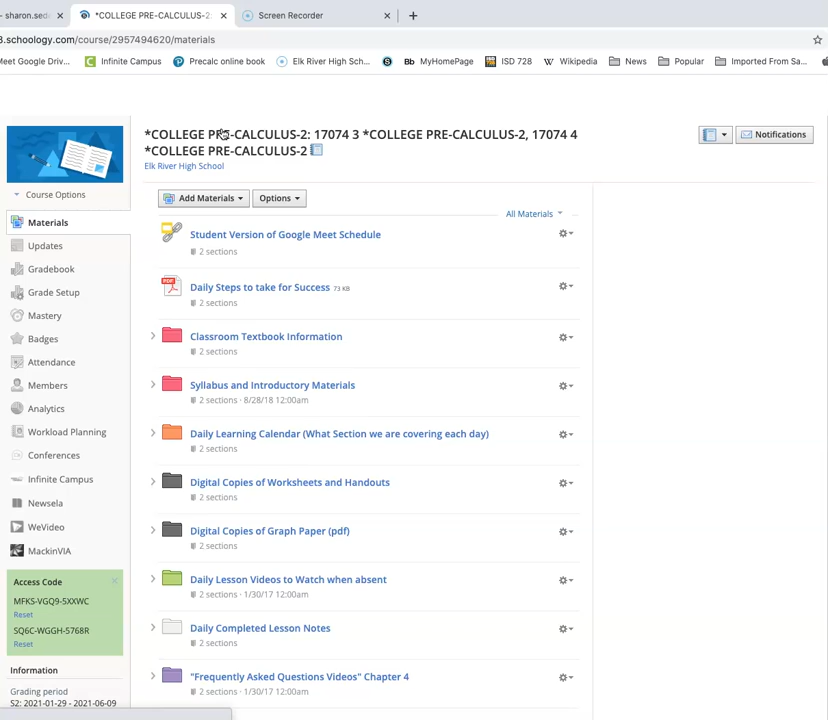 - sharon.sed
*COLLEGE PRE-CALCULUS-2:
Screen Recorder
3.schoology.com/course/2957494620/materials
Meet Google Driv...
Infinite Campus
Precalc online book
Elk River High Sch...
MyHomePage
ISD 728
Wikipedia
News
Popular
Imported From Sa...
*COLLEGE PRE-CALCULUS-2: 17074 3 *COLLEGE PRE-CALCULUS-2, 17074 4
*COLLEGE PRE-CALCULUS-2
Elk River High School
Notifications
Course Options
Materials
Updates
Gradebook
Grade Setup
Mastery
Badges
Attendance
Members
Analytics
Workload Planning
Conferences
Infinite Campus
Newsela
WeVideo
MackinVIA
Access Code
MFKS-VGQ9-5XXWC
Reset
SQ6C-WGGH-5768R
Reset
Information
Grading period
S2: 2021-01-29 - 2021-06-09
Add Materials
Options
All Materials
Student Version of Google Meet Schedule
2 sections
Daily Steps to take for Success 73 KB
2 sections
Classroom Textbook Information
2 sections
Syllabus and Introductory Materials
2 sections · 8/28/18 12:00am
Daily Learning Calendar (What Section we are covering each day)
2 sections
Digital Copies of Worksheets and Handouts
2 sections
Digital Copies of Graph Paper (pdf)
2 sections
Daily Lesson Videos to Watch when absent
2 sections · 1/30/17 12:00am
Daily Completed Lesson Notes
2 sections
"Frequently Asked Questions Videos" Chapter 4
2 sections · 1/30/17 12:00am